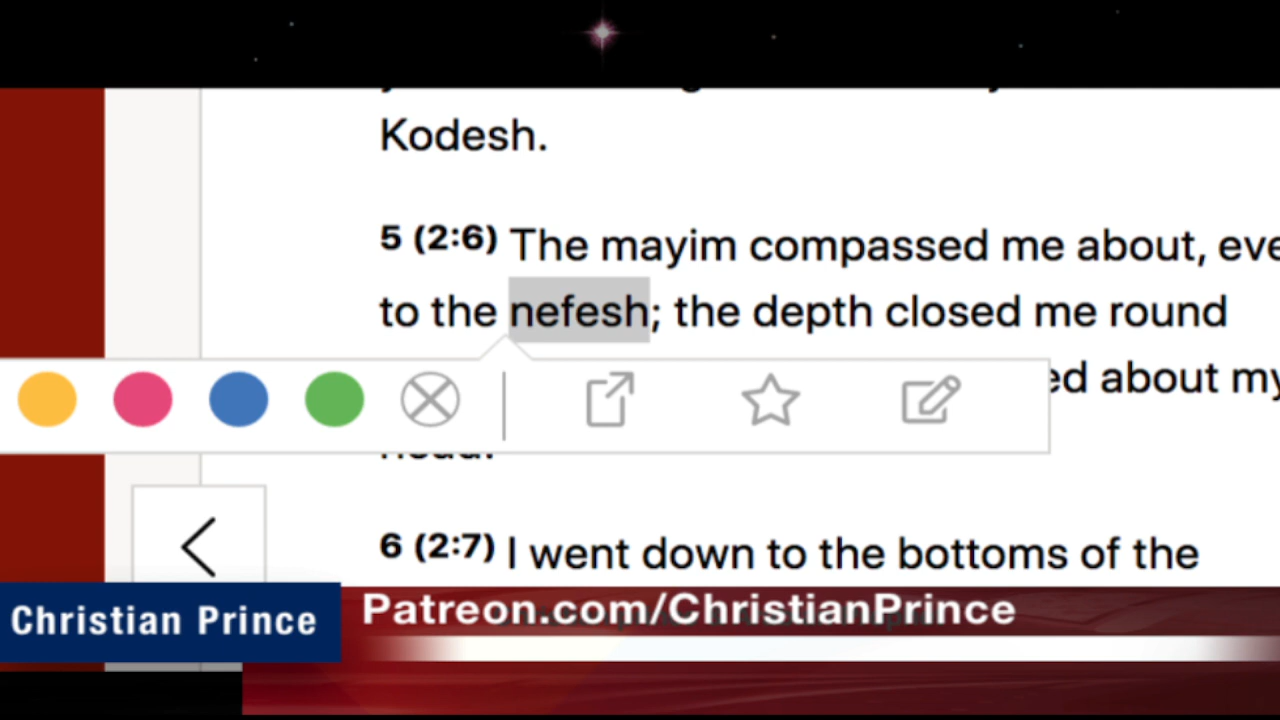 Kodesh.
5 (2:6) The mayim compassed me about, eve
to the nefesh; the depth closed me round
ed about my
head.
6 (2:7) I went down to the bottoms of the
Christian Prince
Patreon.com/ChristianPrince